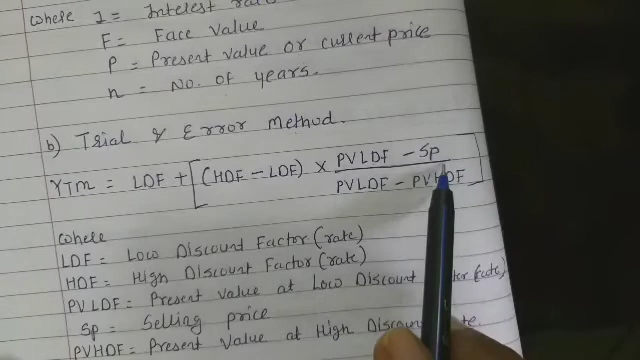 where I = Interest
F = Face Value
P = Present value or current price
n = No. of years.
b) Trial & Error Method.
YTM = LDF + [(HDF - LDF) × PVLDF - SP / PVLDF - PVHDF]
where
LDF = Low Discount Factor (rate)
HDF = High Discount Factor (rate)
PVLDF = Present value at Low Discount (rate)
SP = Selling price
PVHDF = Present Value at High